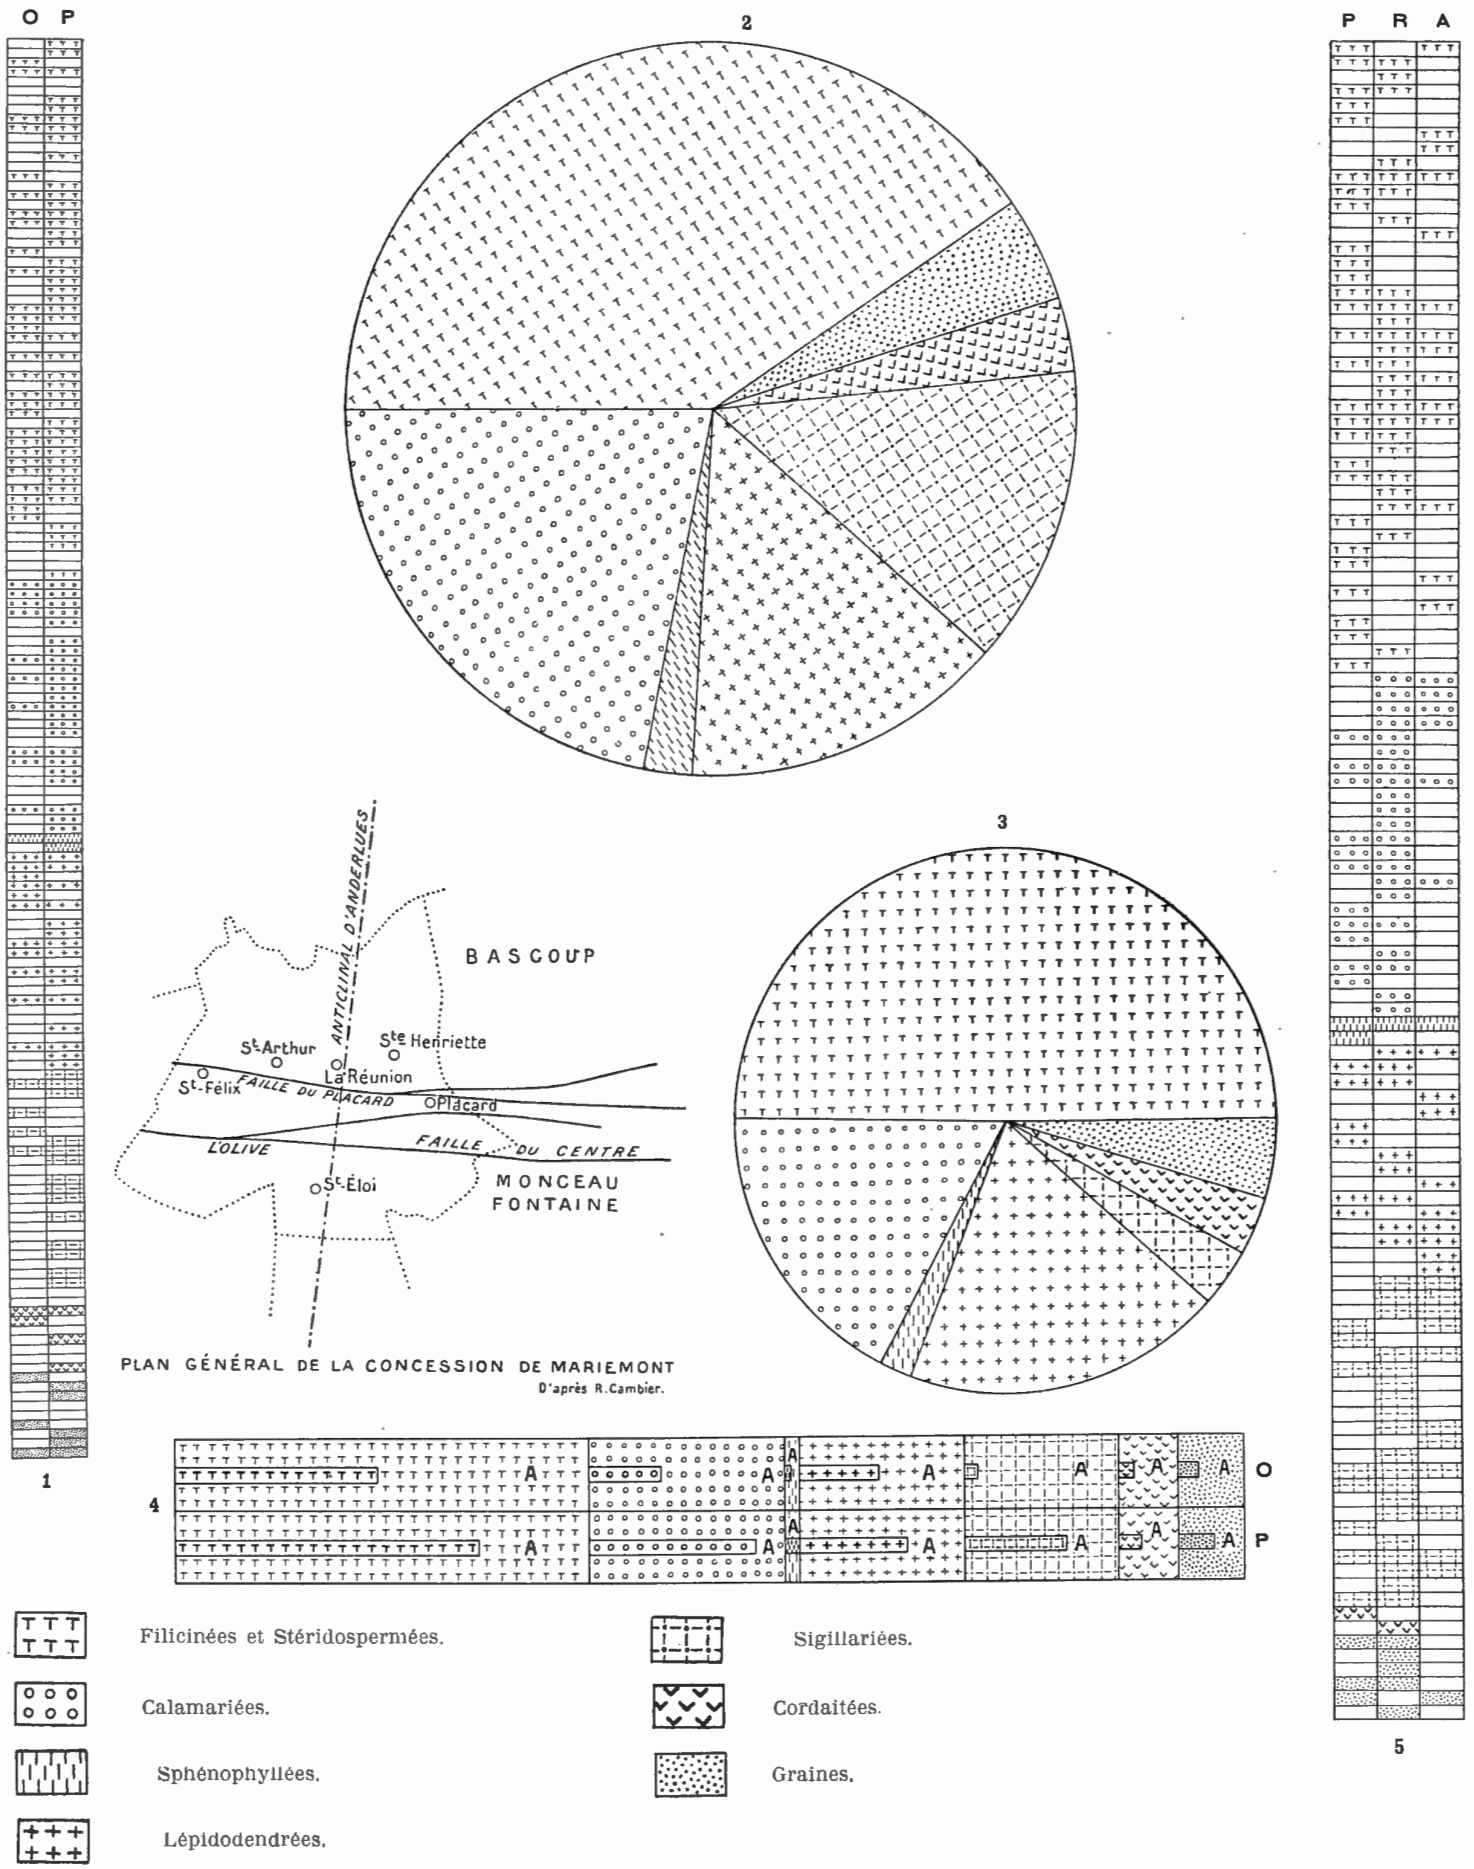 O P
2
P R A
ANTICLINAL D'ANDERLUES
BASCOUP
St-Arthur
Ste Henriette
St-Félix
La Réunion
FAILLE DU PLACARD
Placard
L'OLIVE
FAILLE DU CENTRE
St-Éloi
MONCEAU
FONTAINE
PLAN GÉNÉRAL DE LA CONCESSION DE MARIEMONT
D'après R.Cambier.
3
1
4
A A A A A A A O
A A A A A A A P
5
Filicinées et Stéridospermées.
Calamariées.
Sphénophyllées.
Lépidodendrées.
Sigillariées.
Cordaitées.
Graines.